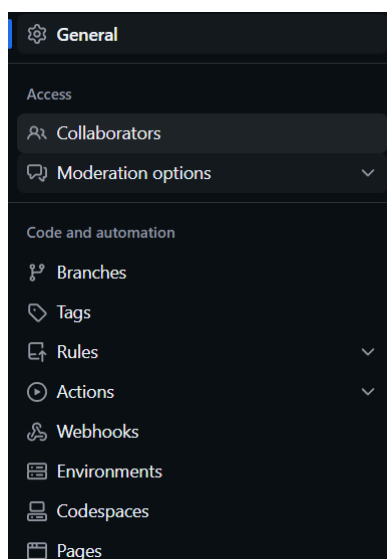 General
Access
Collaborators
Moderation options
Code and automation
Branches
Tags
Rules
Actions
Webhooks
Environments
Codespaces
Pages